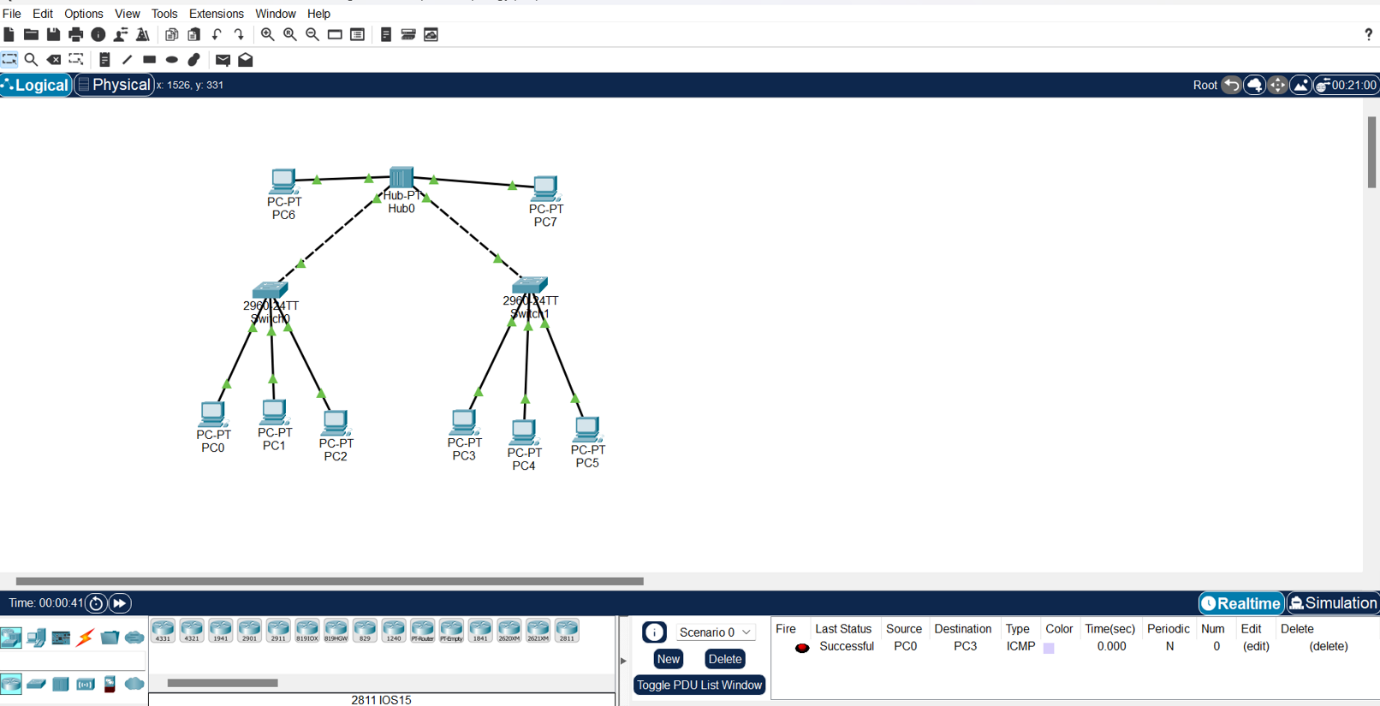 File Edit Options View Tools Extensions Window Help
?
Logical Physical x: 1526, y: 331 Root 00:21:00
PC-PT
PC6
Hub-PT
Hub0
PC-PT
PC7
2960-24TT
Switch0
2960-24TT
Switch1
PC-PT
PC0
PC-PT
PC1
PC-PT
PC2
PC-PT
PC3
PC-PT
PC4
PC-PT
PC5
Time: 00:00:41 Realtime Simulation
4331 4321 1941 2901 2911 819IOX 819HGW 829 1240 PT-Router PT-Empty 1841 2620XM 2621XM 2811
2811 IOS15
Scenario 0
New Delete
Toggle PDU List Window
Fire Last Status Source Destination Type Color Time(sec) Periodic Num Edit Delete
Successful PC0 PC3 ICMP 0.000 N 0 (edit) (delete)